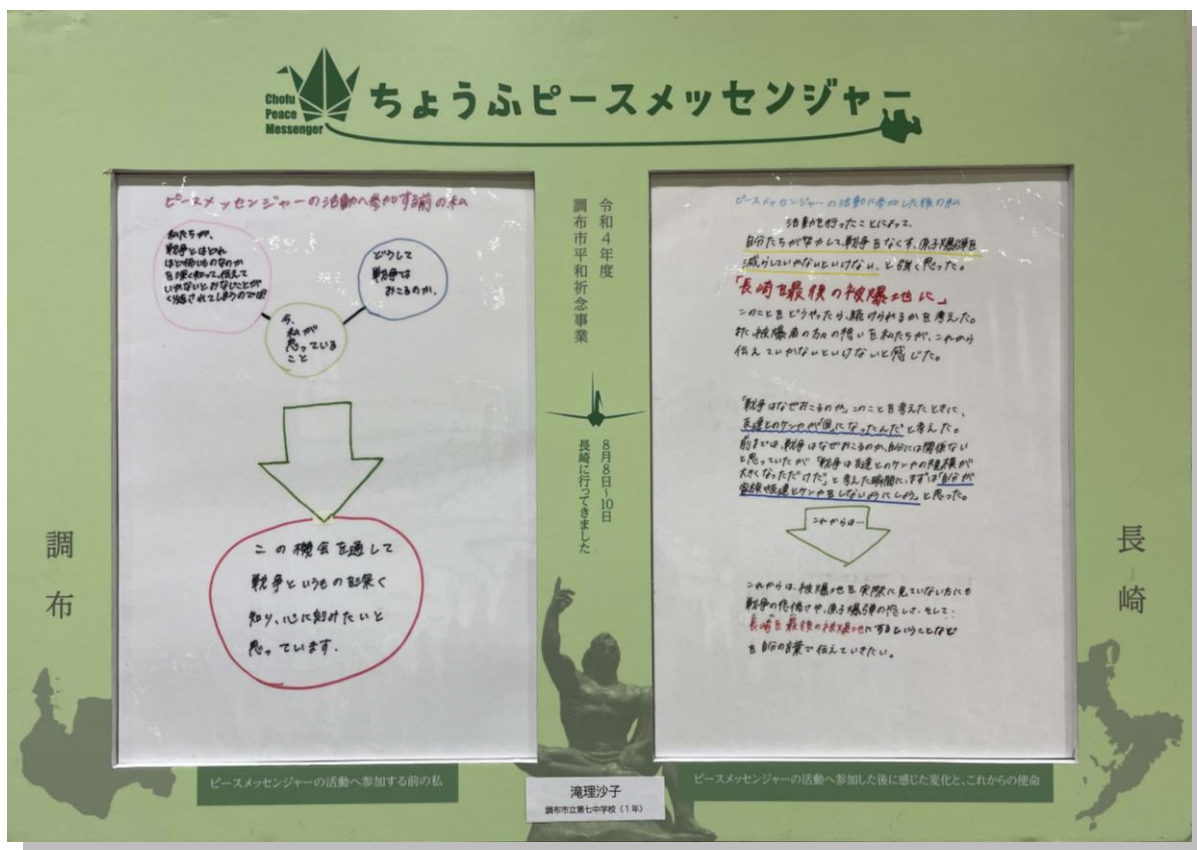 Chofu
Peace
Messenger
ちょうふピースメッセンジャー
ピースメッセンジャーの活動へ参加する前の私
私たちが、
戦争とはどれ
ほど怖いものなのか
を深く知って、伝えて
いかないとおなじことが
くり返されてしまうのでは
どうして
戦争は
おこるのか。
今、
私が
思っている
こと
この機会を通して
戦争というものを深く
知り、心に刻みたいと
思っています.
令和4年度
調布市平和祈念事業
8月8日~10日
長崎に行ってきました
ピースメッセンジャーの活動に参加した後の私
活動を行ったことによって、
自分たちが努力して、戦争をなくす、原子爆弾を
減らしていかないといけない、と強く思った。
「長崎を最後の被爆地に」
このことをどうやったら、続けられるかを考えた。
また、被爆者の方々の想いを私たちが、これから
伝えていかないといけないと感じた。
「戦争はなぜおこるのか」このことを考えたときに、
友達とのケンカが「国」になったんだと考えた。
前までは、戦争はなぜおこるのか、自分には関係ない
と思っていたが「戦争は友達とのケンカの規模が
大きくなっただけだ」と考えた瞬間に、まずは「自分が
家族や友達とケンカをしないようにしよう」と思った。
これからは…
これからは、被爆地を実際に見ていない方にも
戦争の悲惨さや、原子爆弾の恐しさ、そして…
長崎を最後の被爆地にするということなど
を自分の言葉で伝えていきたい。
調布
長崎
ピースメッセンジャーの活動へ参加する前の私
ピースメッセンジャーの活動へ参加した後に感じた変化と、これからの使命
滝理沙子
調布市立第七中学校(1年)